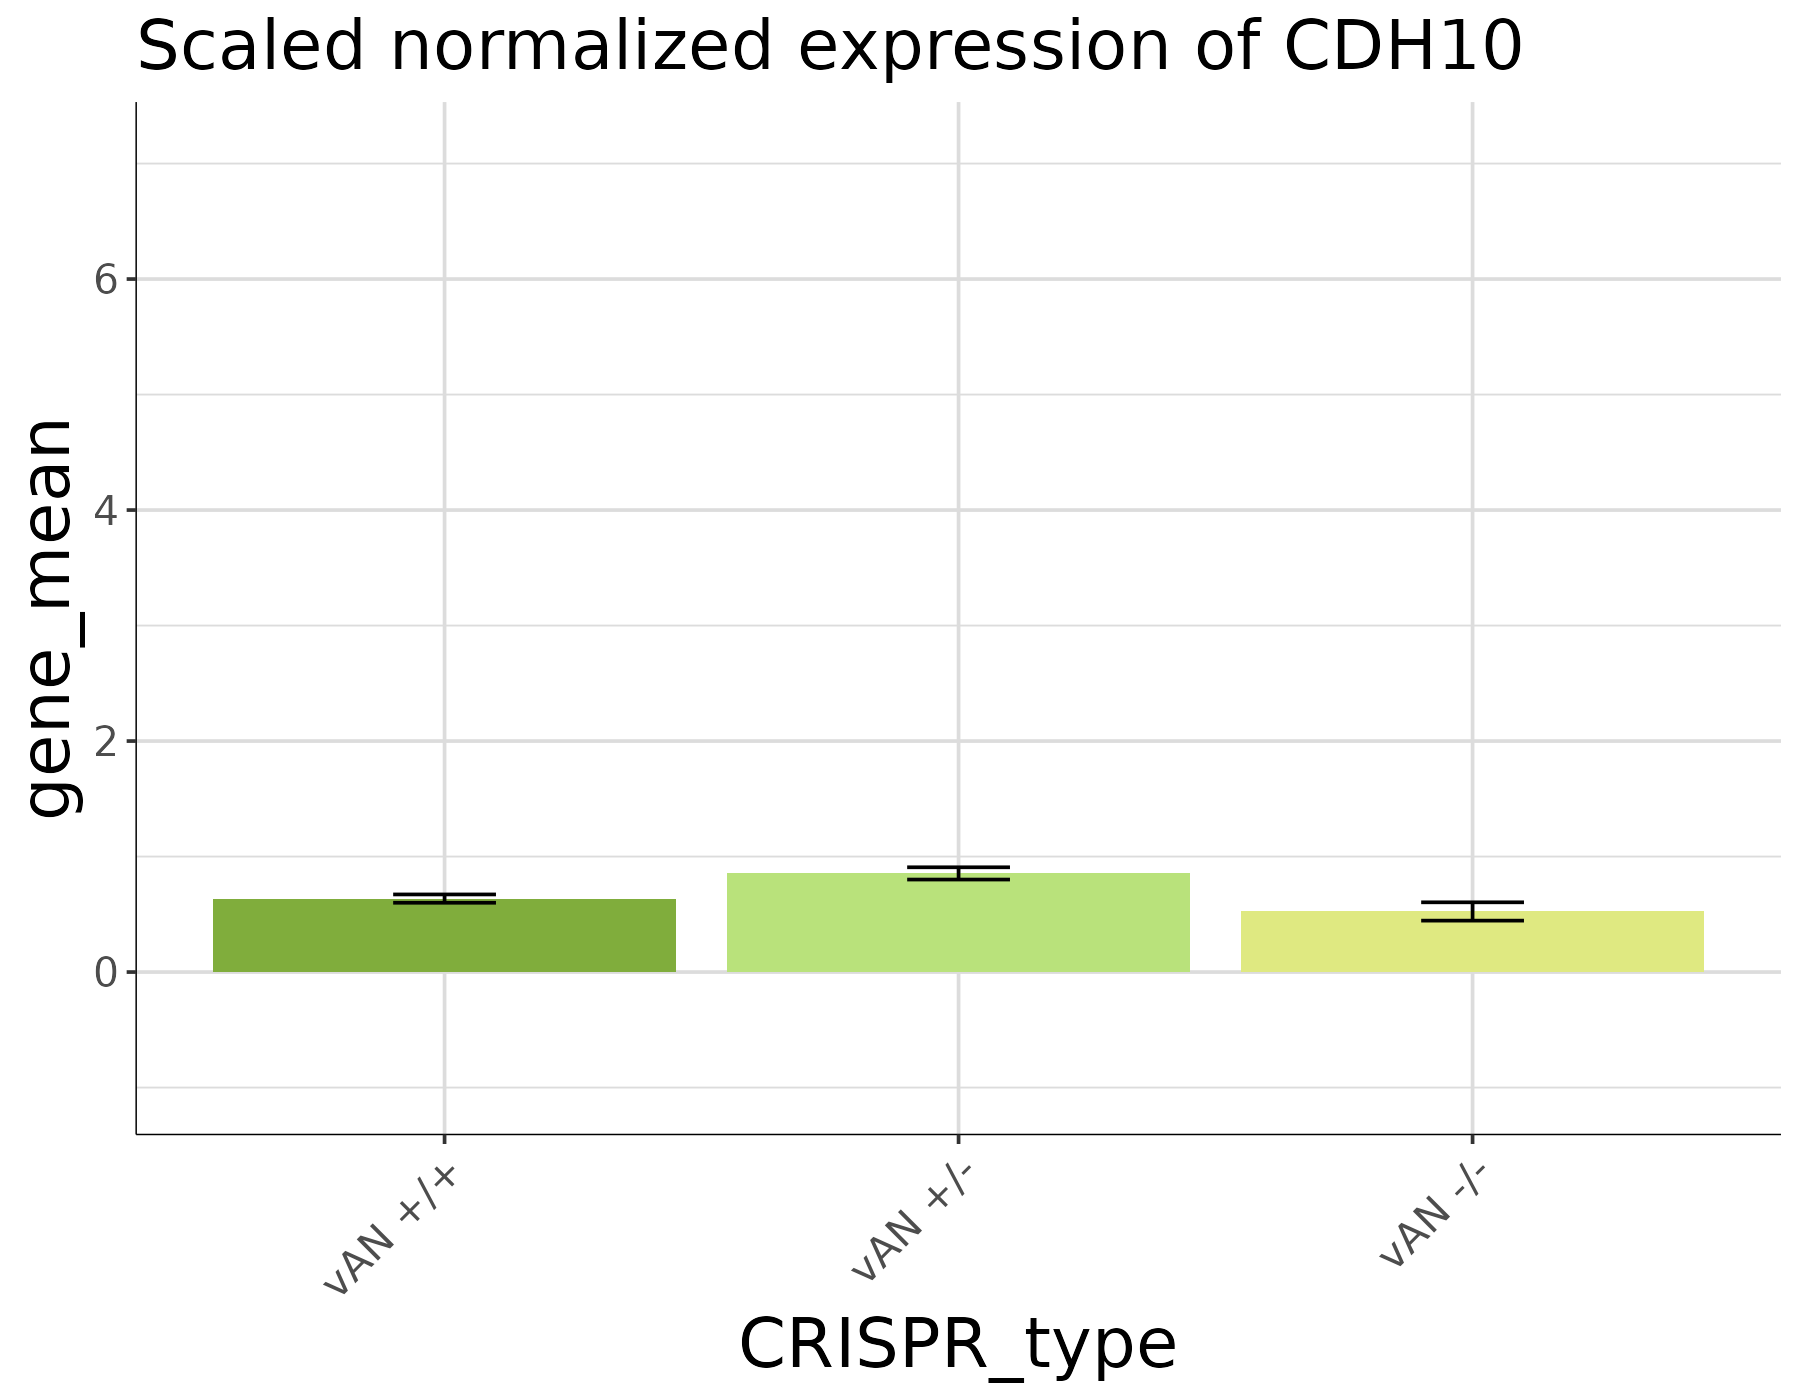 Scaled normalized expression of CDH10
gene_mean
6
4
2
0
vAN +/+
vAN +/-
vAN -/-
CRISPR_type